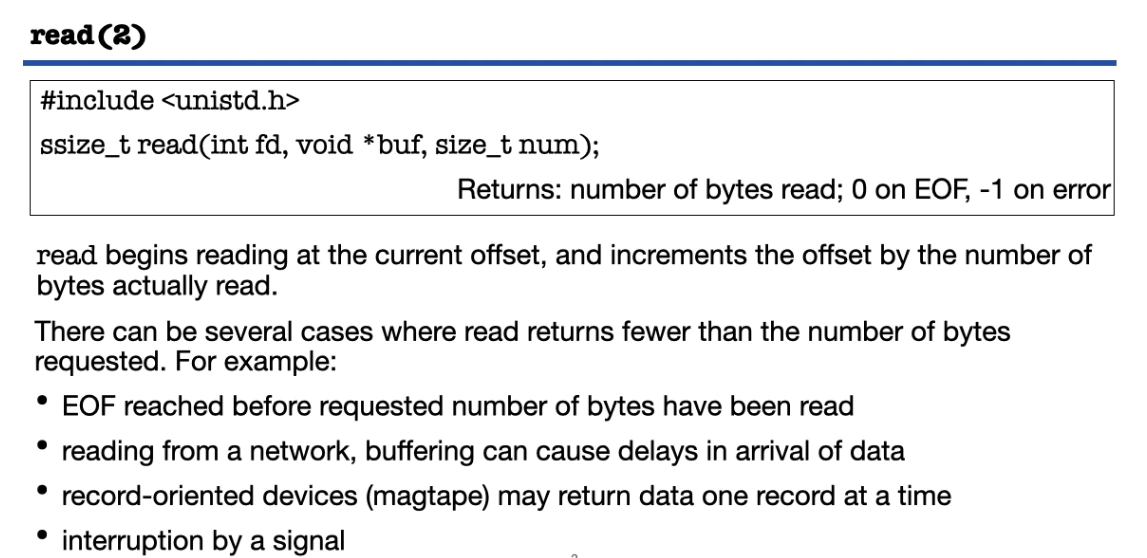 read(2)
#include <unistd.h>
ssize_t read(int fd, void *buf, size_t num);
Returns: number of bytes read; 0 on EOF, -1 on error
read begins reading at the current offset, and increments the offset by the number of
bytes actually read.
There can be several cases where read returns fewer than the number of bytes
requested. For example:
• EOF reached before requested number of bytes have been read
• reading from a network, buffering can cause delays in arrival of data
• record-oriented devices (magtape) may return data one record at a time
• interruption by a signal